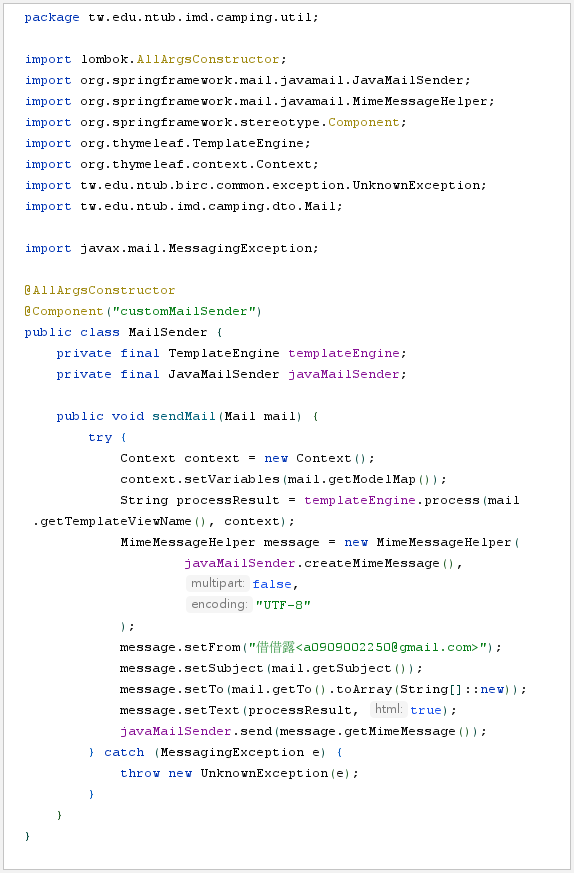 package tw.edu.ntub.imd.camping.util;
import lombok.AllArgsConstructor;
import org.springframework.mail.javamail.JavaMailSender;
import org.springframework.mail.javamail.MimeMessageHelper;
import org.springframework.stereotype.Component;
import org.thymeleaf.TemplateEngine;
import org.thymeleaf.context.Context;
import tw.edu.ntub.birc.common.exception.UnknownException;
import tw.edu.ntub.imd.camping.dto.Mail;
import javax.mail.MessagingException;
@AllArgsConstructor
@Component("customMailSender")
public class MailSender {
private final TemplateEngine templateEngine;
private final JavaMailSender javaMailSender;
public void sendMail(Mail mail) {
try {
Context context = new Context();
context.setVariables(mail.getModelMap());
String processResult = templateEngine.process(mail
.getTemplateViewName(), context);
MimeMessageHelper message = new MimeMessageHelper(
javaMailSender.createMimeMessage(),
multipart: false,
encoding: "UTF-8"
);
message.setFrom("借借露<a0909002250@gmail.com>");
message.setSubject(mail.getSubject());
message.setTo(mail.getTo().toArray(String[]::new));
message.setText(processResult, html: true);
javaMailSender.send(message.getMimeMessage());
} catch (MessagingException e) {
throw new UnknownException(e);
}
}
}